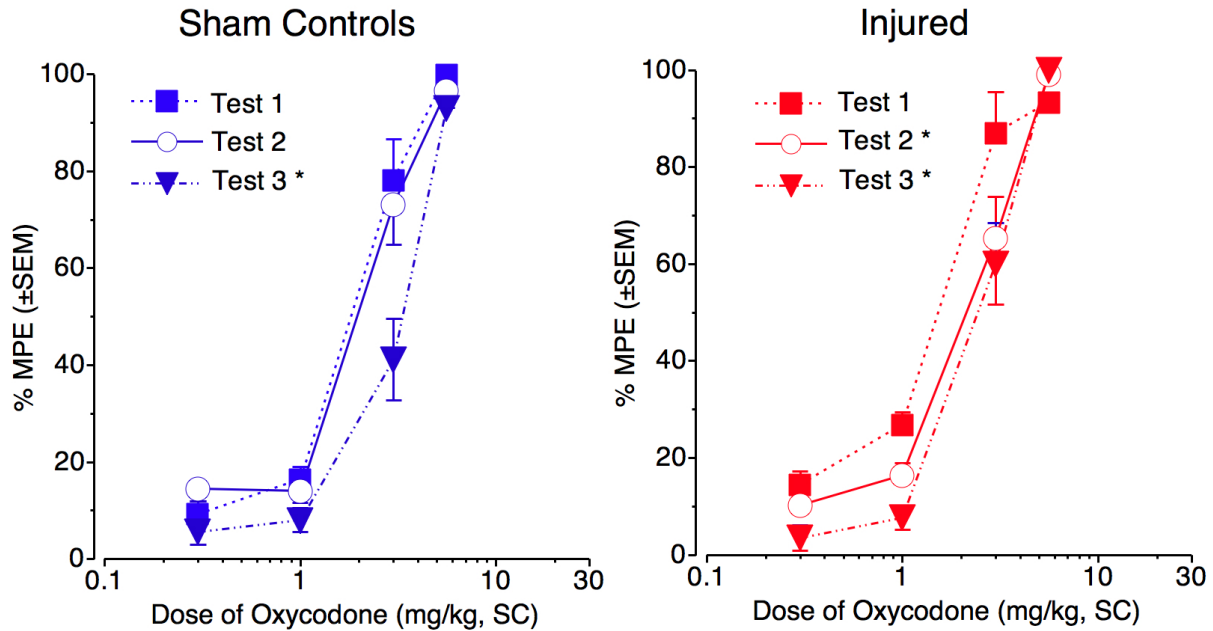 Sham Controls
Injured
100
80
60
40
20
0
% MPE (±SEM)
Test 1
Test 2
Test 3 *
0.1
1
10
30
Dose of Oxycodone (mg/kg, SC)
100
80
60
40
20
0
% MPE (±SEM)
Test 1
Test 2 *
Test 3 *
0.1
1
10
30
Dose of Oxycodone (mg/kg, SC)